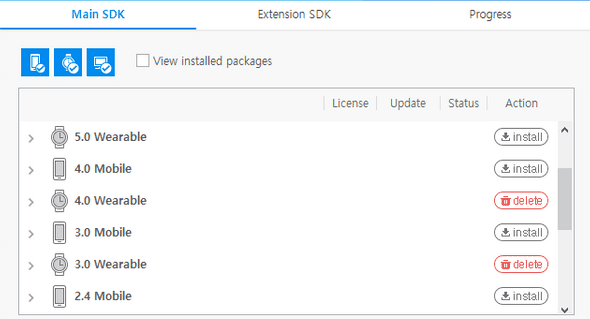 Main SDK Extension SDK Progress
View installed packages
License Update Status Action
5.0 Wearable install
4.0 Mobile install
4.0 Wearable delete
3.0 Mobile install
3.0 Wearable delete
2.4 Mobile install